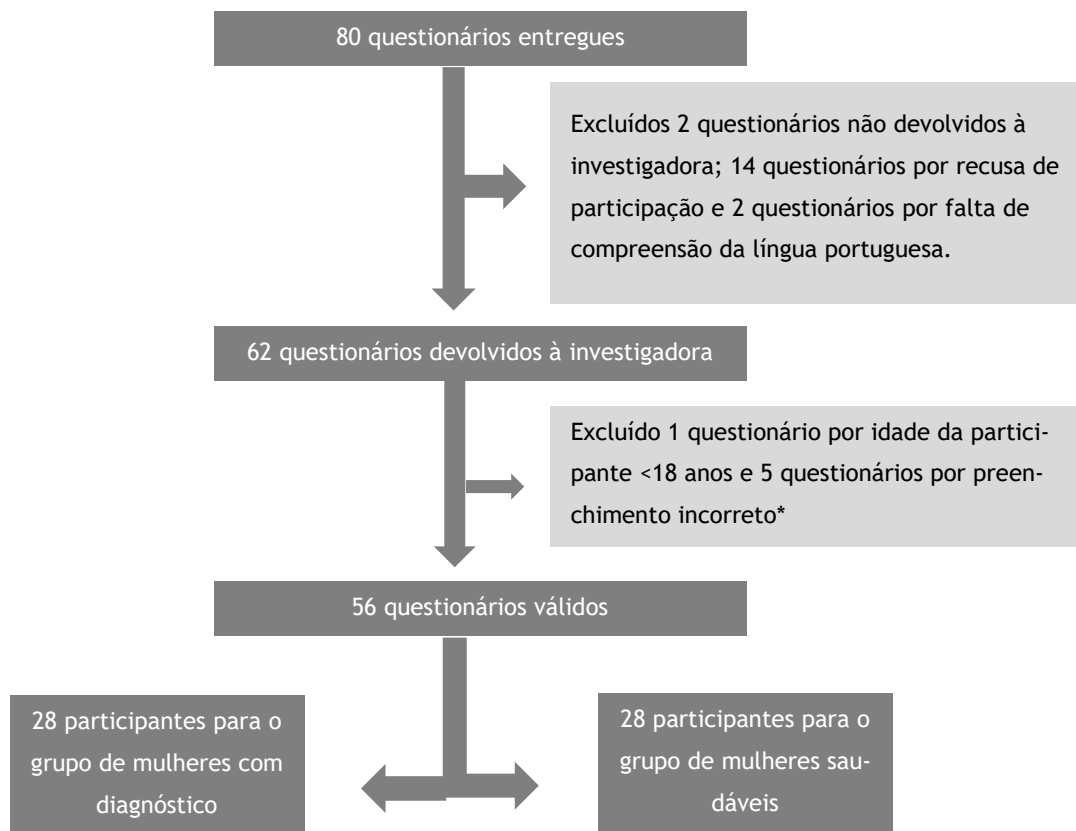 80 questionários entregues
Excluídos 2 questionários não devolvidos à
investigadora; 14 questionários por recusa de
participação e 2 questionários por falta de
compreensão da língua portuguesa.
62 questionários devolvidos à investigadora
Excluído 1 questionário por idade da partici-
pante <18 anos e 5 questionários por preen-
chimento incorreto*
56 questionários válidos
28 participantes para o
grupo de mulheres com
diagnóstico
28 participantes para o
grupo de mulheres sau-
dáveis